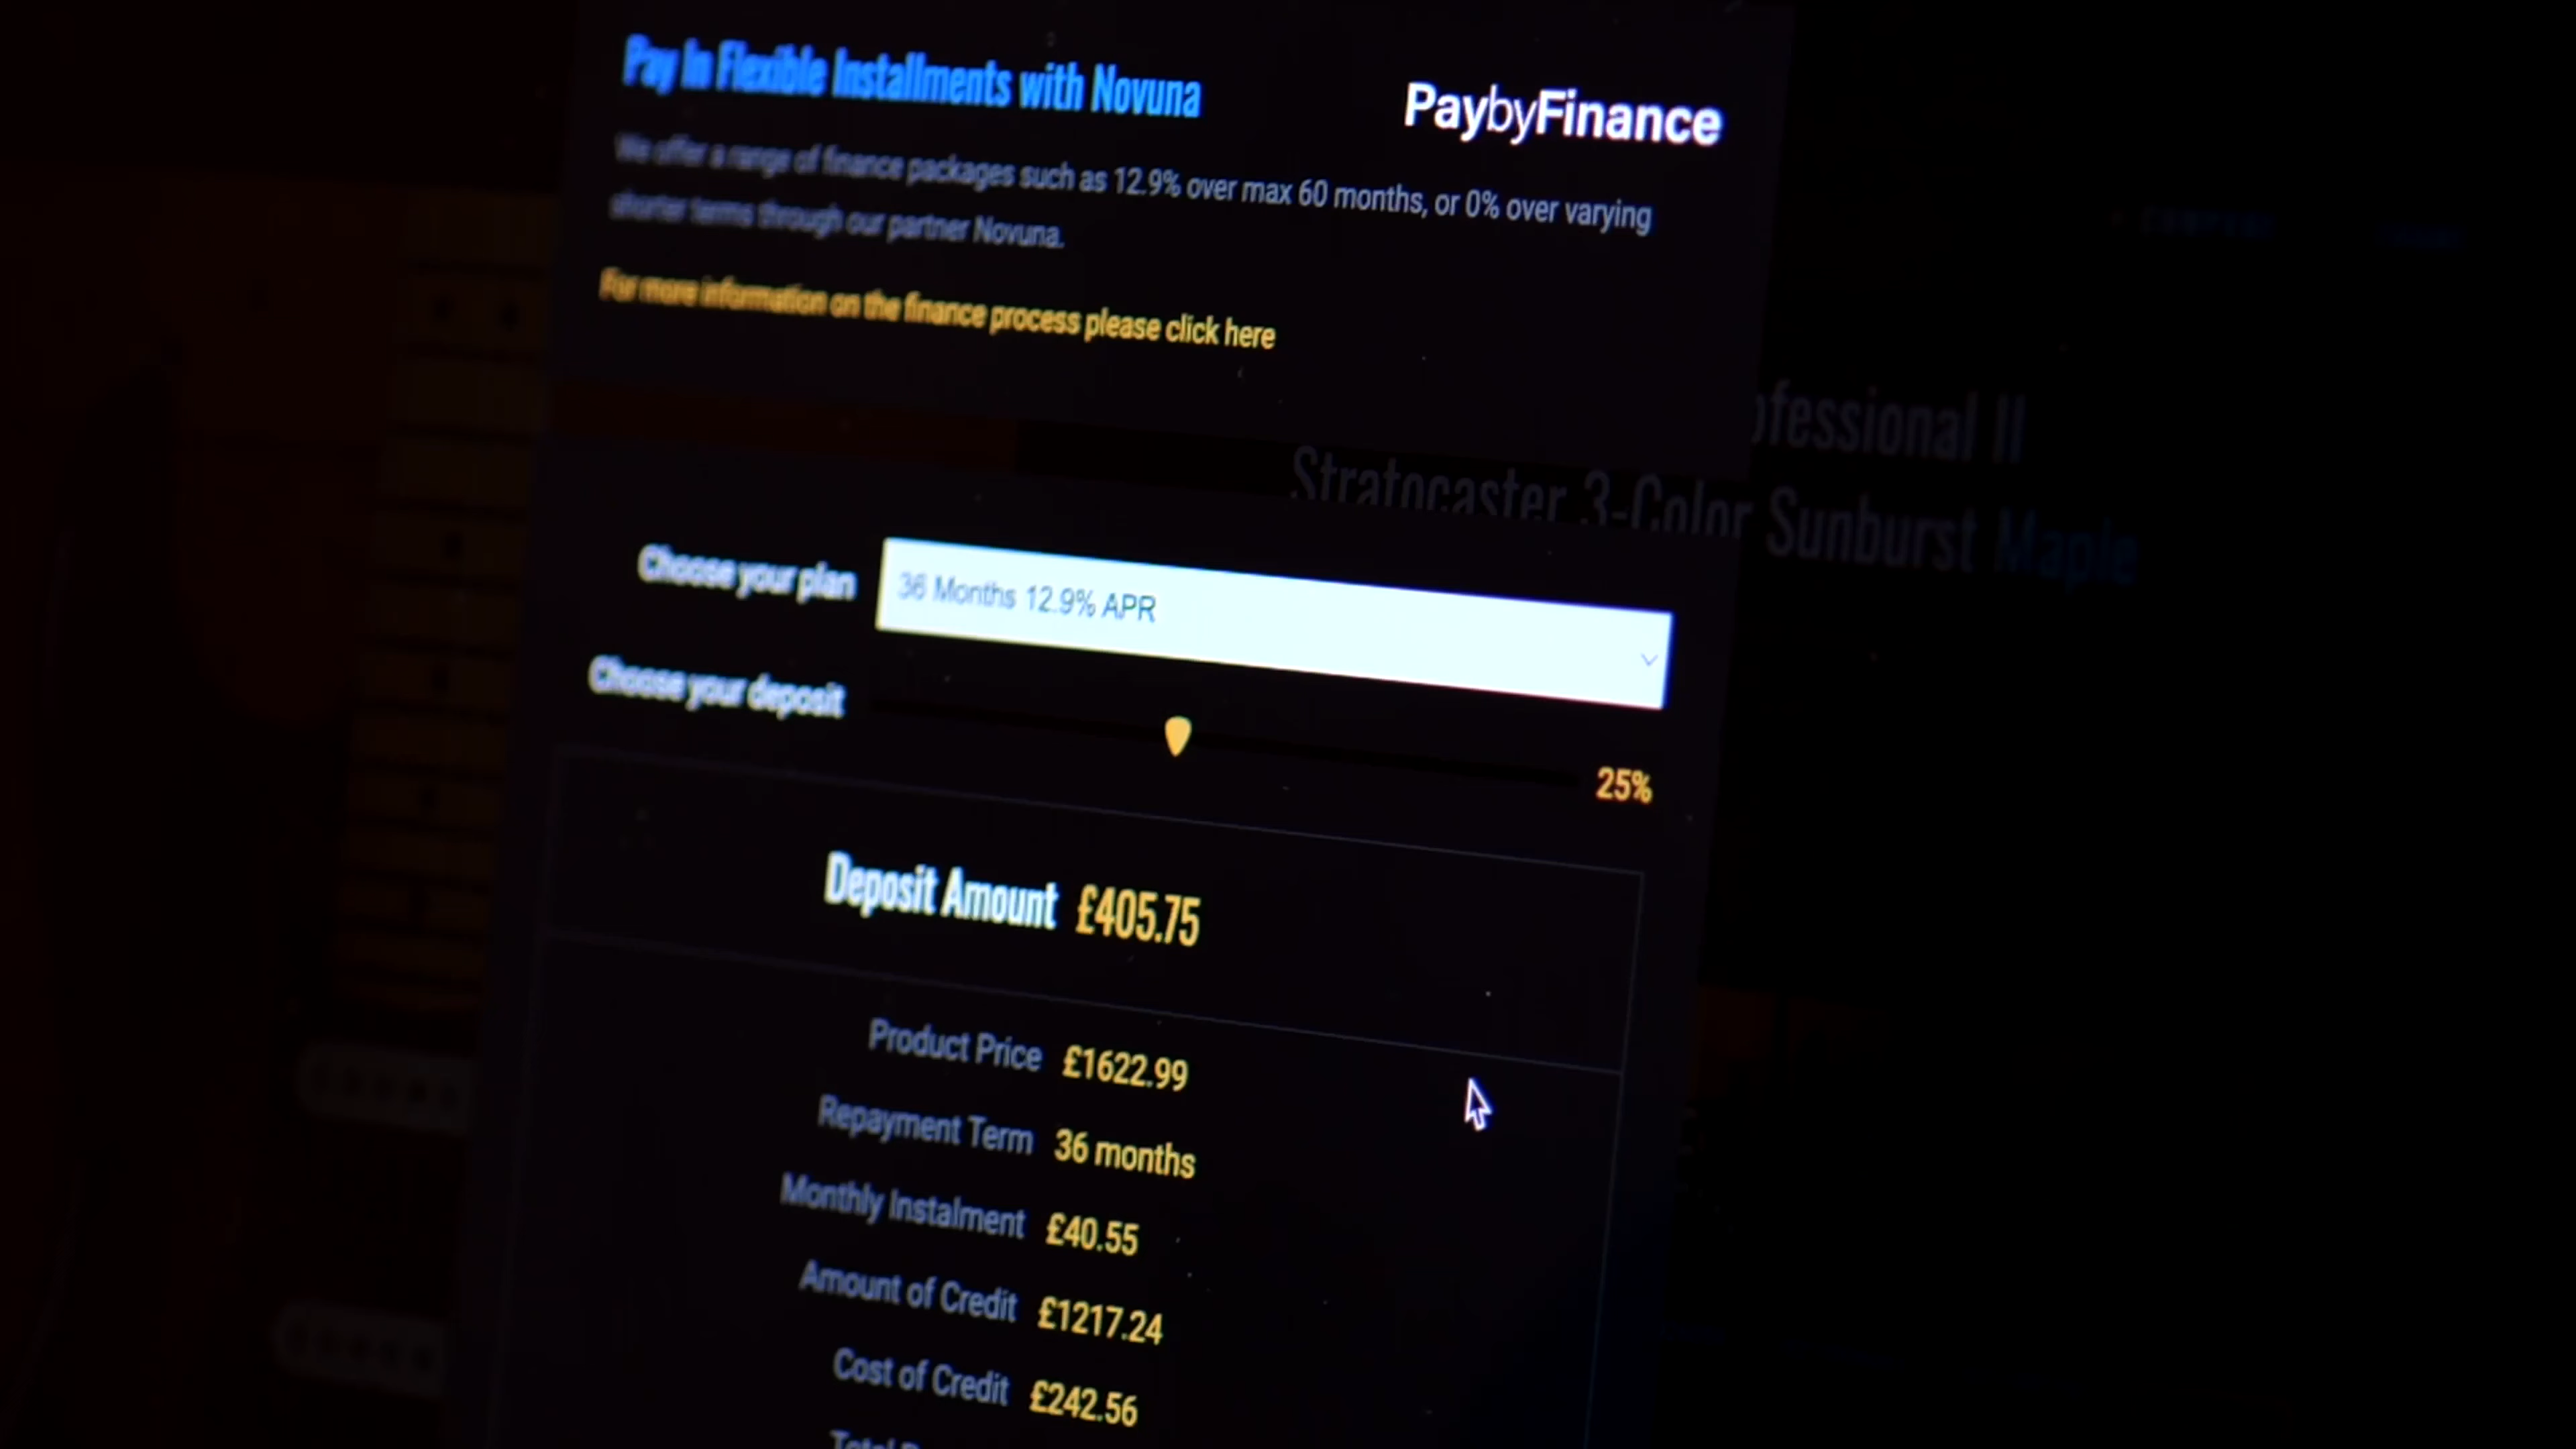 Pay In Flexible Installments with Novuna
PaybyFinance
We offer a range of finance packages such as 12.9% over max 60 months, or 0% over varying
shorter terms through our partner Novuna.
For more information on the finance process please click here
ofessional II
Stratocaster 3-Color Sunburst Maple
Choose your plan
36 Months 12.9% APR
Choose your deposit
25%
Deposit Amount £405.75
Product Price £1622.99
Repayment Term 36 months
Monthly Instalment £40.55
Amount of Credit £1217.24
Cost of Credit £242.56